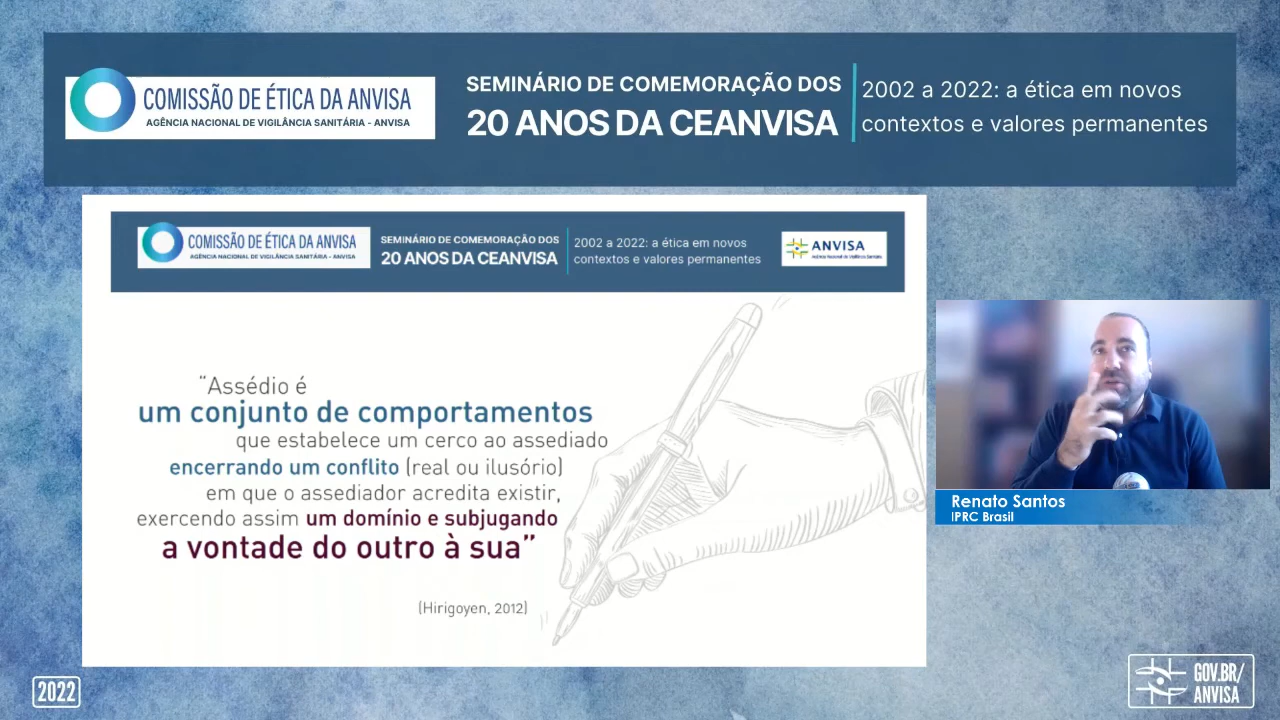 COMISSÃO DE ÉTICA DA ANVISA
AGÊNCIA NACIONAL DE VIGILÂNCIA SANITÁRIA - ANVISA
SEMINÁRIO DE COMEMORAÇÃO DOS
20 ANOS DA CEANVISA
2002 a 2022: a ética em novos
contextos e valores permanentes
COMISSÃO DE ÉTICA DA ANVISA
AGÊNCIA NACIONAL DE VIGILÂNCIA SANITÁRIA - ANVISA
SEMINÁRIO DE COMEMORAÇÃO DOS
20 ANOS DA CEANVISA
2002 a 2022: a ética em novos
contextos e valores permanentes
ANVISA
Agência Nacional de Vigilância Sanitária
“Assédio é
um conjunto de comportamentos
que estabelece um cerco ao assediado
encerrando um conflito (real ou ilusório)
em que o assediador acredita existir,
exercendo assim um domínio e subjugando
a vontade do outro à sua”
(Hirigoyen, 2012)
Renato Santos
IPRC Brasil
2022
GOV.BR/
ANVISA